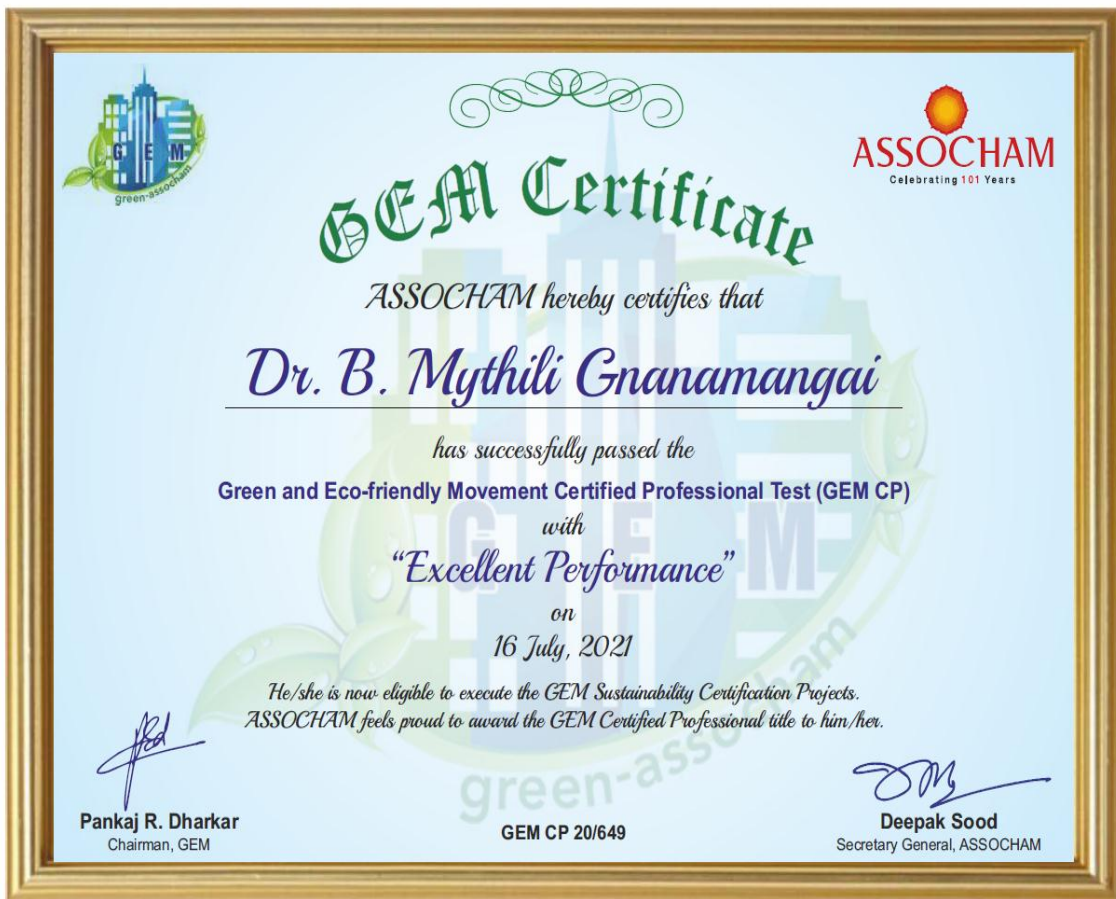 G E M
green-assocham
ASSOCHAM
Celebrating 101 Years
GEM Certificate
ASSOCHAM hereby certifies that
Dr. B. Mythili Gnanamangai
has successfully passed the
Green and Eco-friendly Movement Certified Professional Test (GEM CP)
with
“Excellent Performance”
on
16 July, 2021
He/she is now eligible to execute the GEM Sustainability Certification Projects.
ASSOCHAM feels proud to award the GEM Certified Professional title to him/her.
G E M
green-assocham
Pankaj R. Dharkar
Chairman, GEM
GEM CP 20/649
Deepak Sood
Secretary General, ASSOCHAM